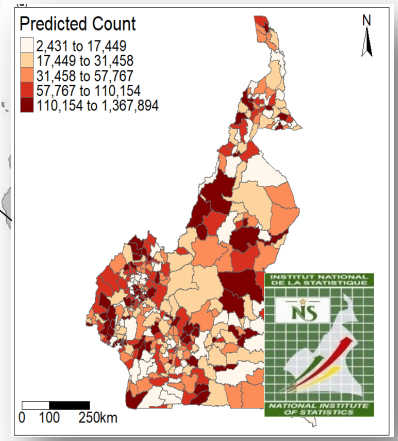 Predicted Count
N
2,431 to 17,449
17,449 to 31,458
31,458 to 57,767
57,767 to 110,154
110,154 to 1,367,894
INSTITUT NATIONAL
DE LA STATISTIQUE
NS
NATIONAL INSTITUTE
OF STATISTICS
0 100 250km